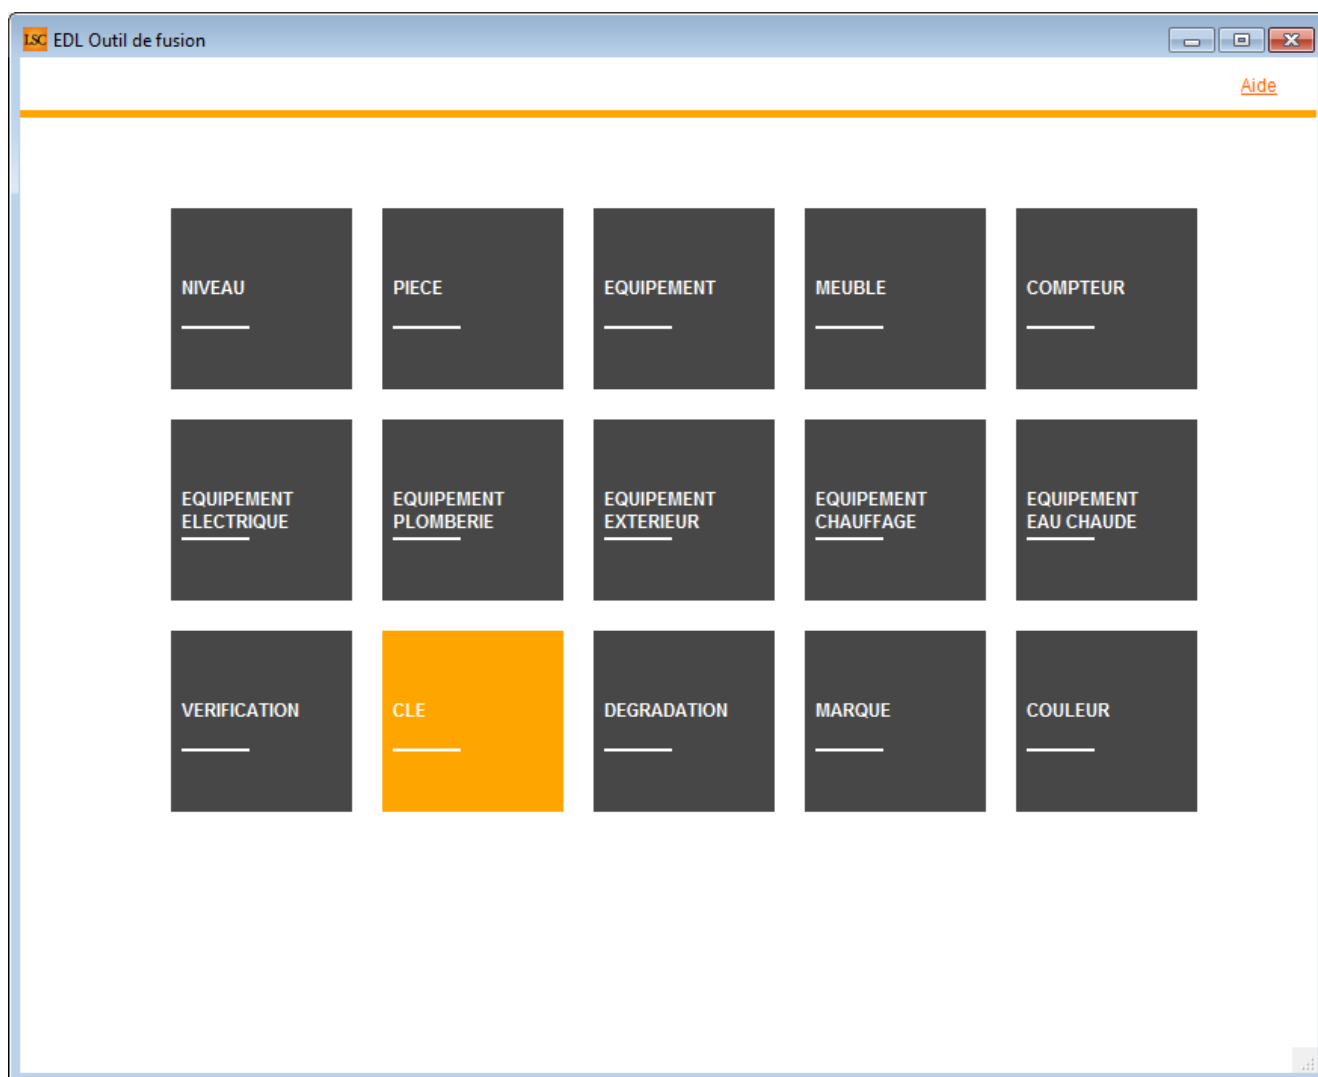 LSC EDL Outil de fusion
Aide
NIVEAU
PIECE
EQUIPEMENT
MEUBLE
COMPTEUR
EQUIPEMENT
ELECTRIQUE
EQUIPEMENT
PLOMBERIE
EQUIPEMENT
EXTERIEUR
EQUIPEMENT
CHAUFFAGE
EQUIPEMENT
EAU CHAUDE
VERIFICATION
CLE
DEGRADATION
MARQUE
COULEUR